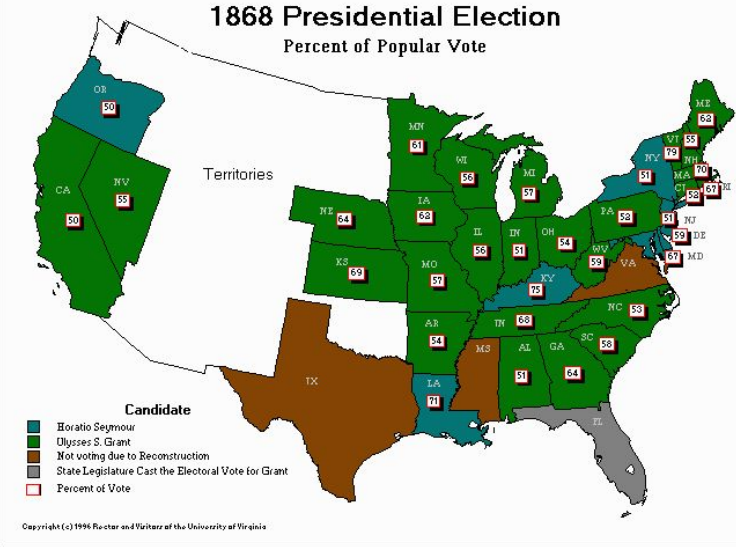 1868 Presidential Election
Percent of Popular Vote
OR
50
CA
50
NV
55
Territories
MN
61
WI
56
MI
57
NE
64
IA
62
IL
56
IN
51
OH
54
PA
52
NY
51
VT
79
NH
55
ME
62
MA
70
CT
52
RI
67
NJ
51
DE
59
MD
67
KS
69
MO
57
KY
75
WV
59
VA
TN
68
NC
53
AR
54
MS
AL
51
GA
64
SC
58
TX
LA
71
FL
Candidate
Horatio Seymour
Ulysses S. Grant
Not voting due to Reconstruction
State Legislature Cast the Electoral Vote for Grant
Percent of Vote
Copyright (c) 1996 Rector and Visitors of the University of Virginia